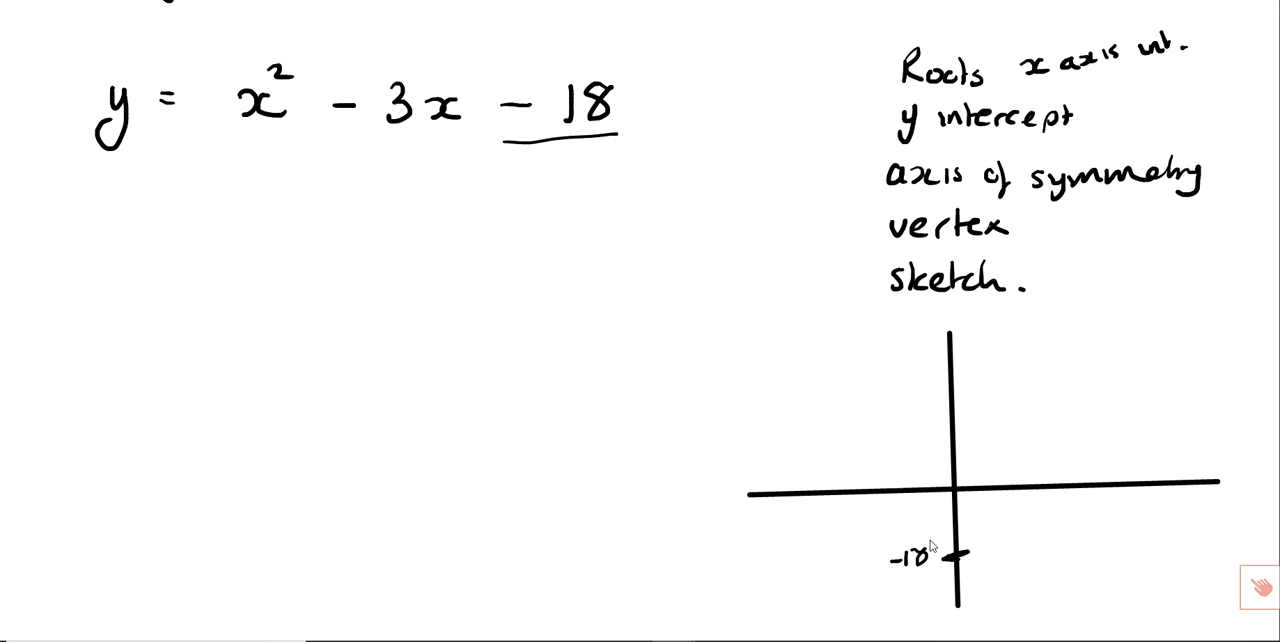 y = x² - 3x - 18
Roots x axis int.
y intercept
axis of symmetry
vertex
sketch.
-18